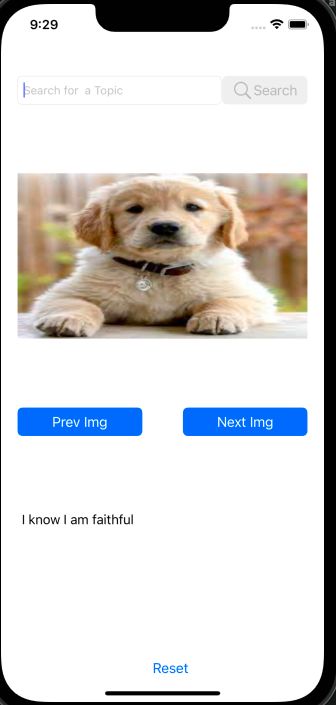 9:29
Search for  a Topic
Search
Prev Img
Next Img
I know I am faithful
Reset